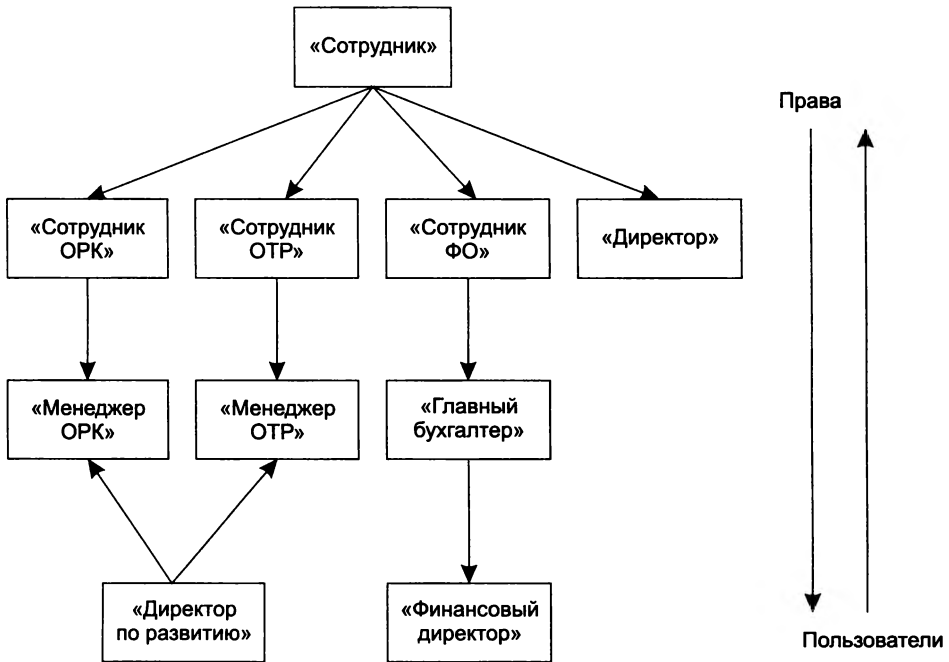 «Сотрудник»
Права
«Сотрудник
ОРК»
«Сотрудник
ОТР»
«Сотрудник
ФО»
«Директор»
«Менеджер
ОРК»
«Менеджер
ОТР»
«Главный
бухгалтер»
«Директор
по развитию»
«Финансовый
директор»
Пользователи